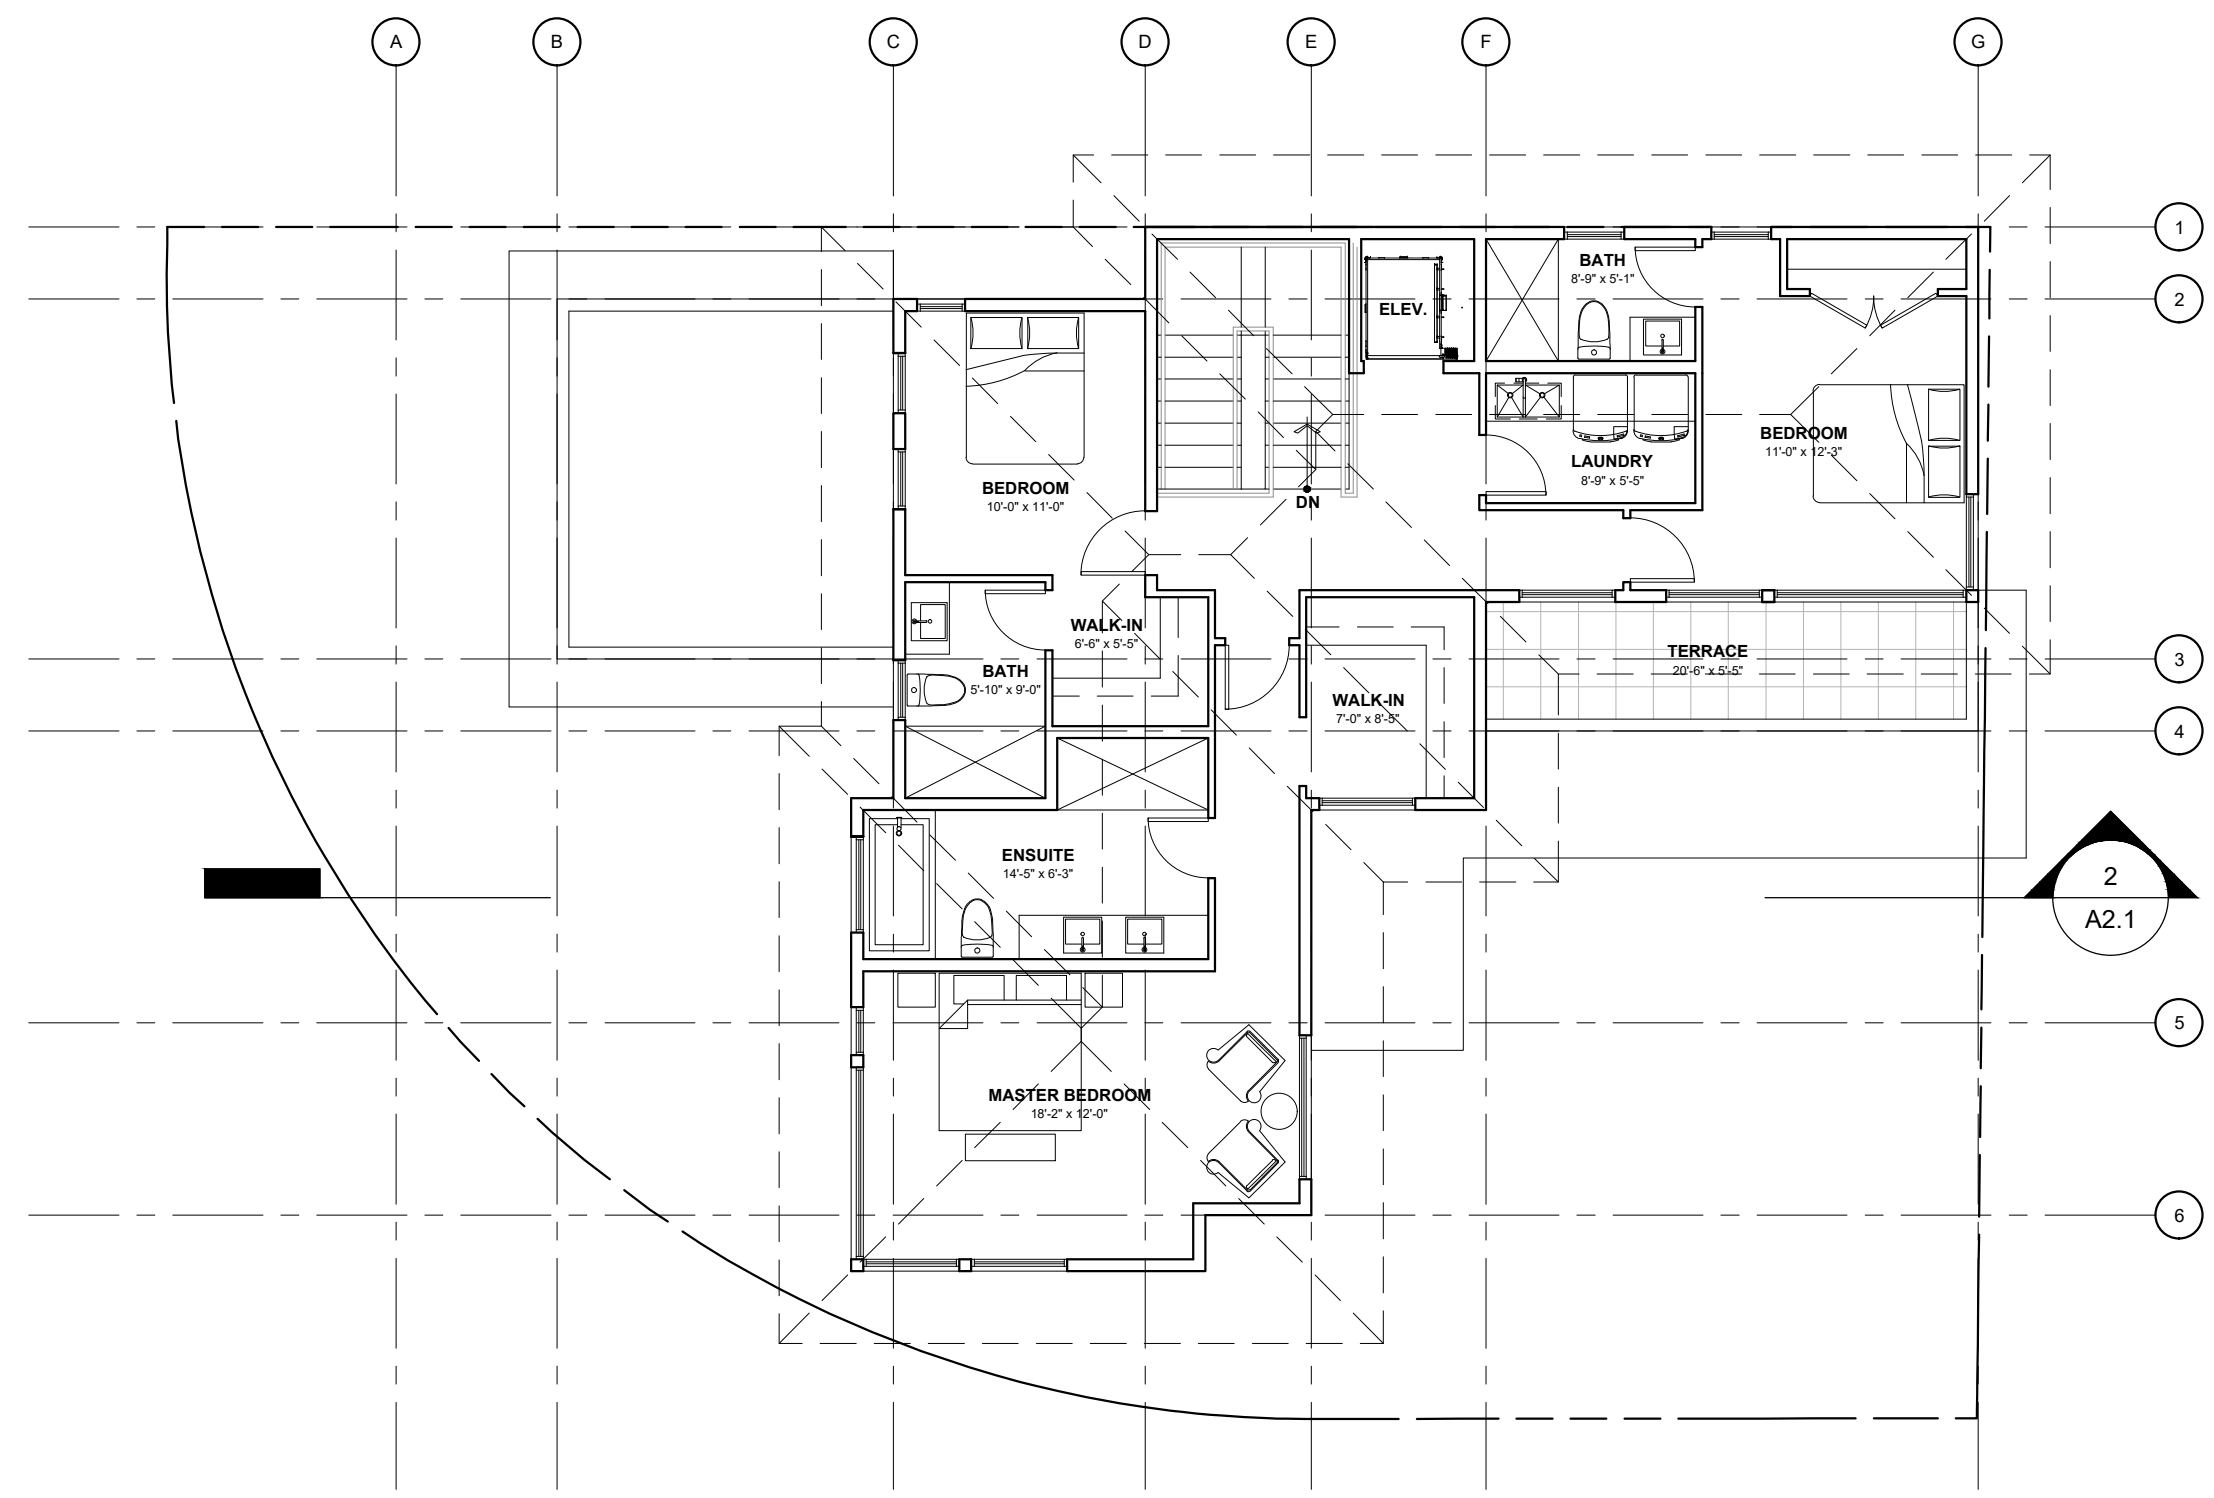 A
B
C
D
E
F
G
1
2
3
4
5
6
BATH
8'-9" x 5'-1"
ELEV.
BEDROOM
11'-0" x 12'-3"
LAUNDRY
8'-9" x 5'-5"
BEDROOM
10'-0" x 11'-0"
DN
WALK-IN
6'-6" x 5'-5"
BATH
5'-10" x 9'-0"
WALK-IN
7'-0" x 8'-5"
TERRACE
20'-6" x 5'-5"
ENSUITE
14'-5" x 6'-3"
2
A2.1
MASTER BEDROOM
18'-2" x 12'-0"